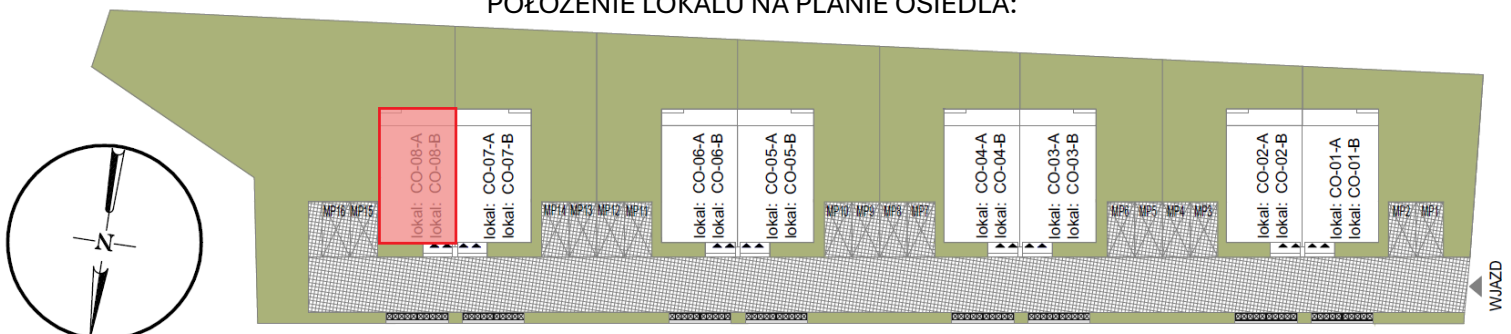 POŁOŻENIE LOKALU NA PLANIE OSIEDLA:
lokal: CO-08-A
lokal: CO-08-B
lokal: CO-07-A
lokal: CO-07-B
lokal: CO-06-A
lokal: CO-06-B
lokal: CO-05-A
lokal: CO-05-B
lokal: CO-04-A
lokal: CO-04-B
lokal: CO-03-A
lokal: CO-03-B
lokal: CO-02-A
lokal: CO-02-B
lokal: CO-01-A
lokal: CO-01-B
MP16 MP15
MP14 MP13 MP12 MP11
MP10 MP9 MP8 MP7
MP6 MP5 MP4 MP3
MP2 MP1
N
WJAZD